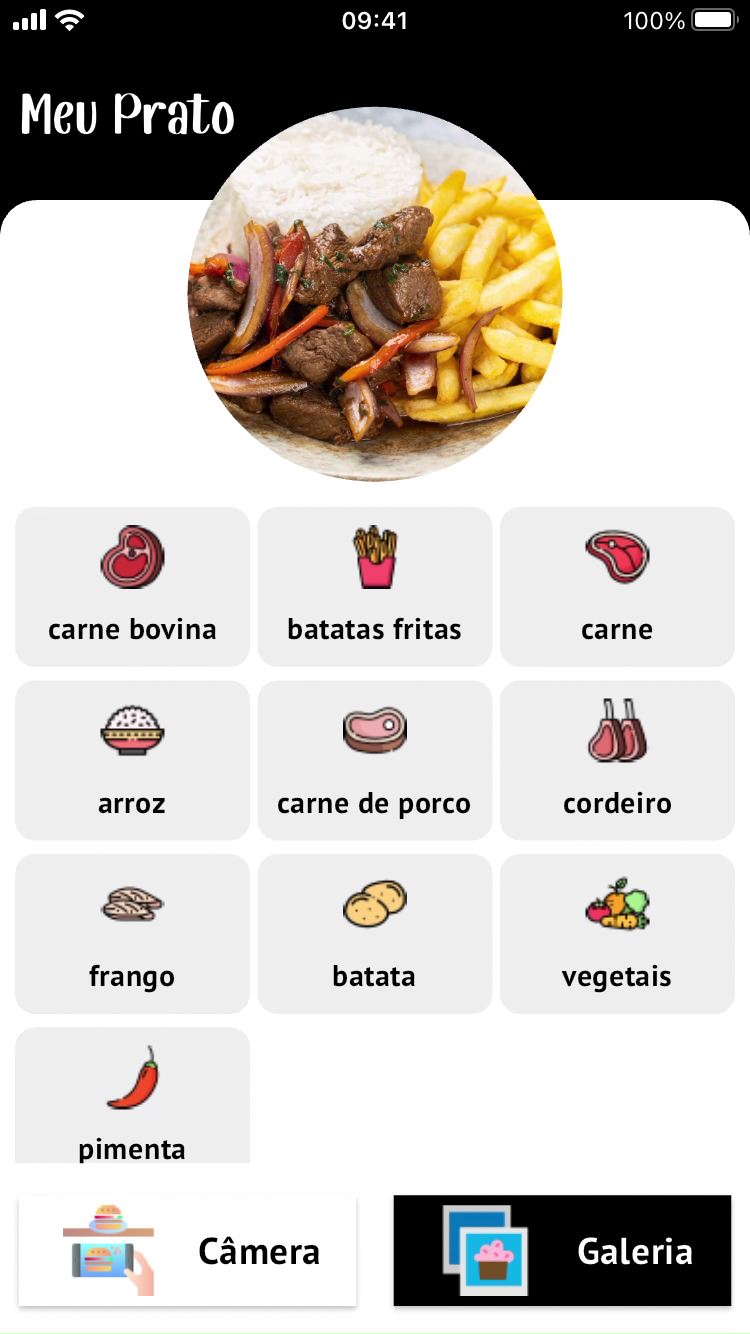 09:41
100%
Meu Prato
carne bovina
batatas fritas
carne
arroz
carne de porco
cordeiro
frango
batata
vegetais
pimenta
Câmera
Galeria